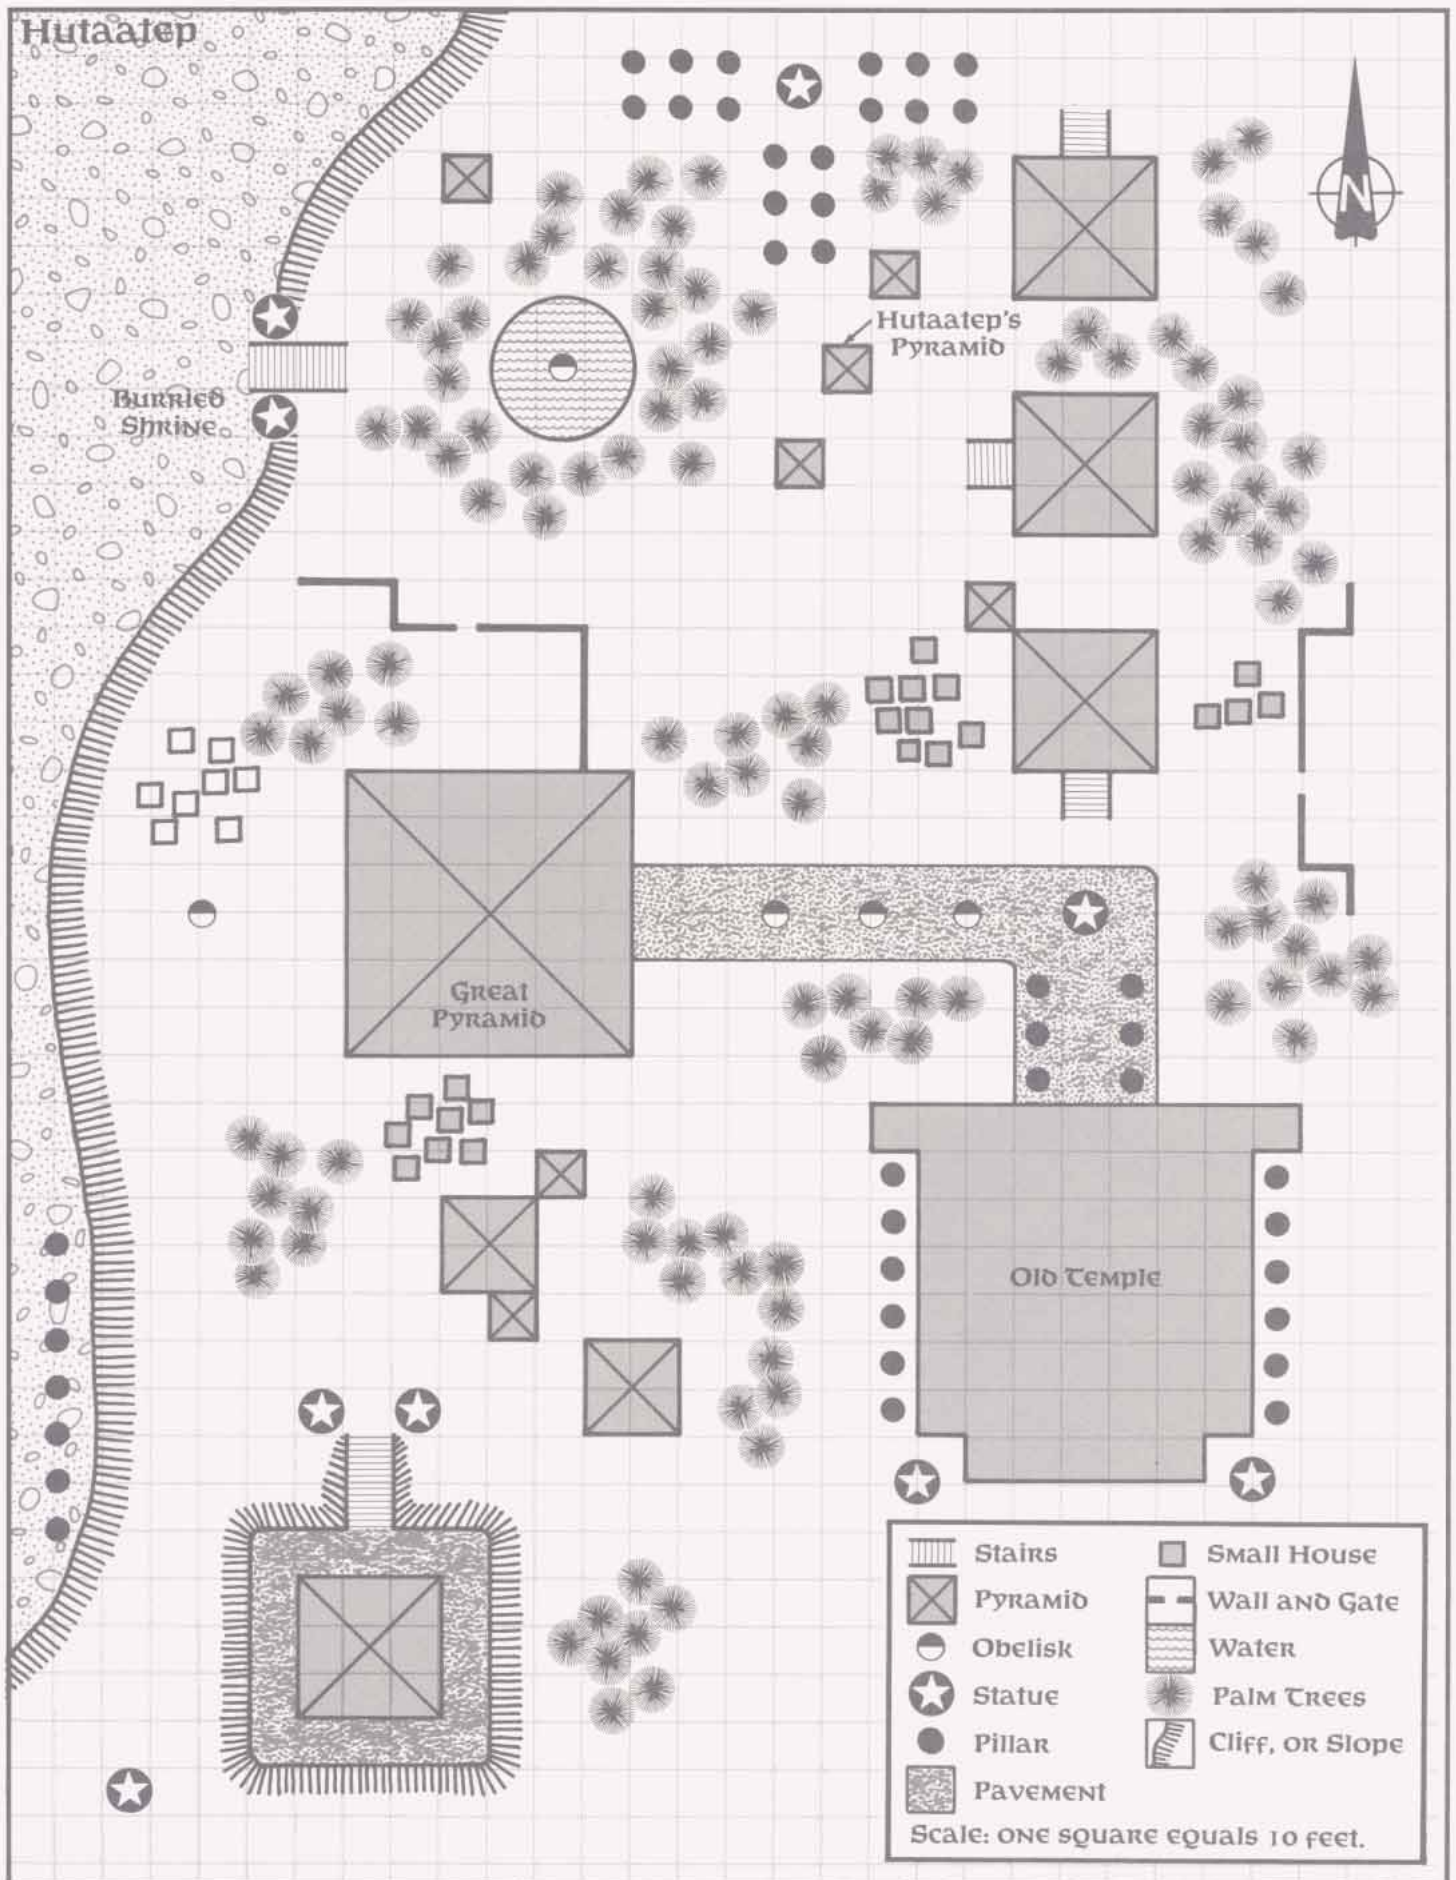 Hutaatep
N
Hutaatep's
Pyramid
Burried
Shrine
Great
Pyramid
Old Temple
Stairs
Pyramid
Obelisk
Statue
Pillar
Pavement
Small House
Wall and Gate
Water
Palm Trees
Cliff, or Slope
Scale: one square equals 10 feet.